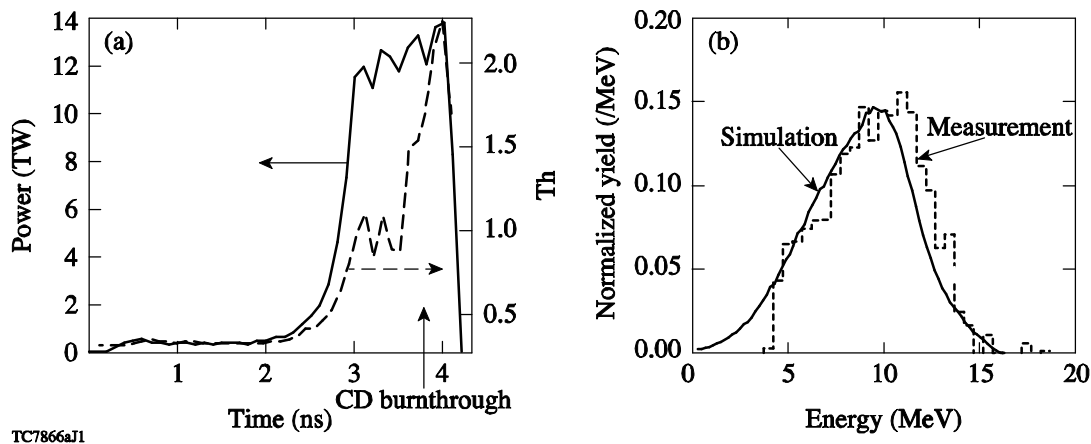 (a)
14
12
10
8
6
4
2
0
Power (TW)
1
2
3
4
Time (ns)
2.0
1.5
1.0
0.5
Th
CD burnthrough
TC7866aJ1
(b)
0.20
0.15
0.10
0.05
0.00
Normalized yield (/MeV)
Simulation
Measurement
0
5
10
15
20
Energy (MeV)